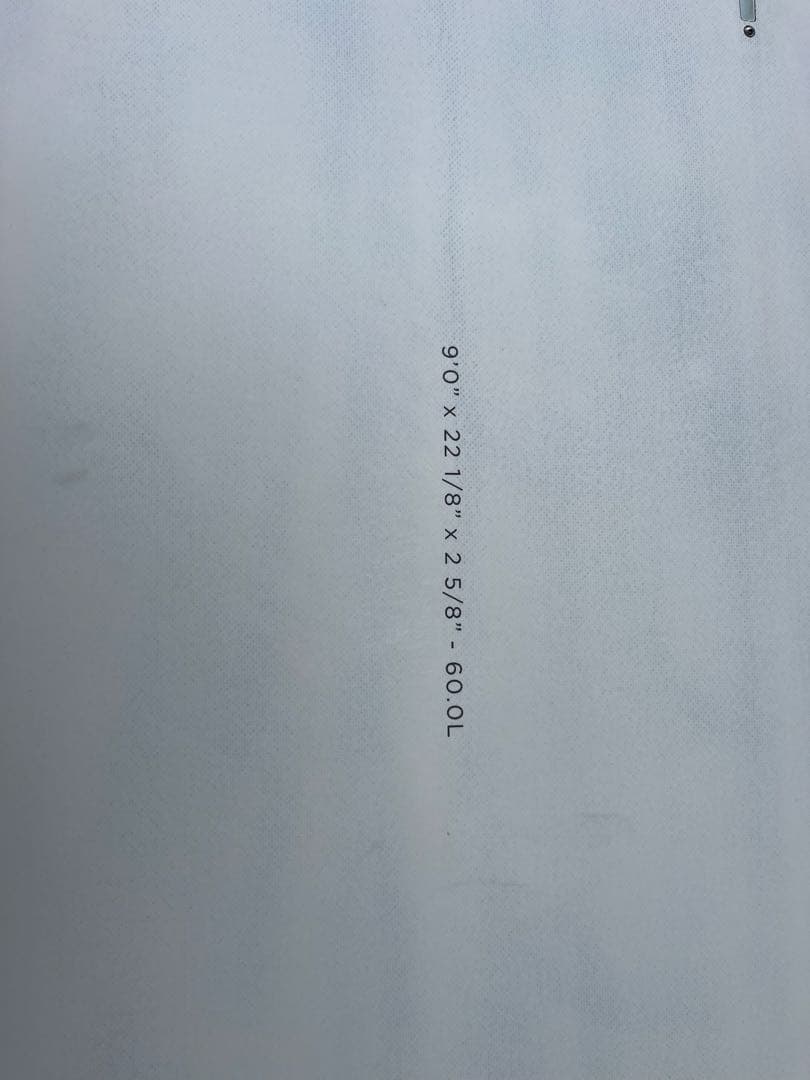 9'0” x 22 1/8” x 2 5/8” - 60.0L